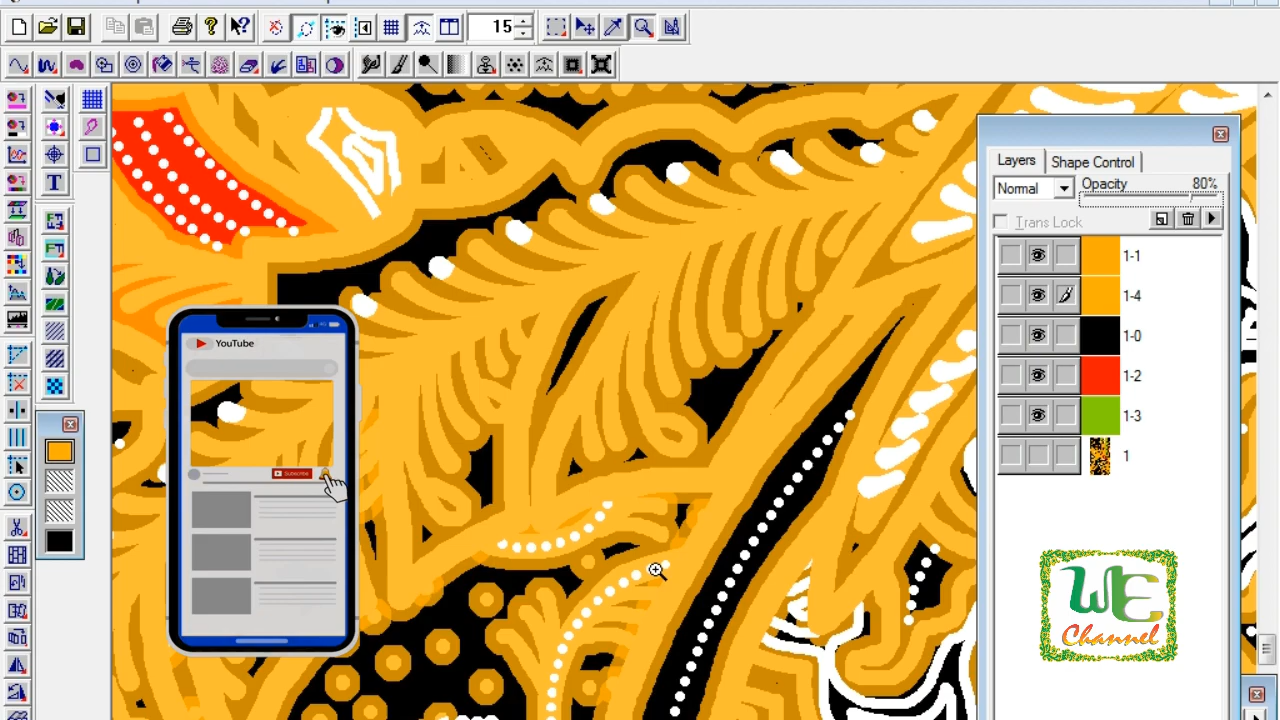 15
T
Layers
Shape Control
Normal
Opacity
80%
Trans Lock
1-1
1-4
1-0
1-2
1-3
1
YouTube
Subscribe
WE
Channel